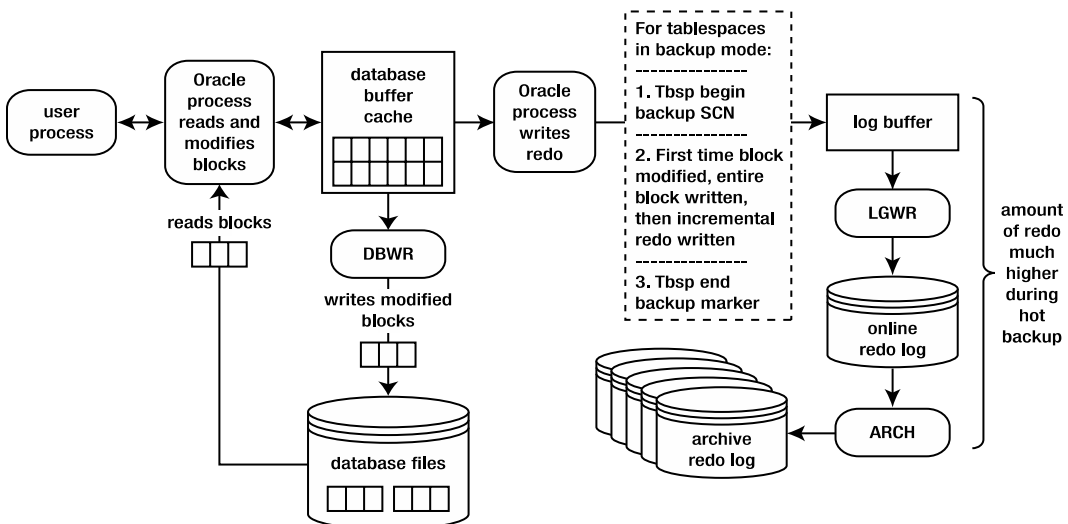 user
process
Oracle
process
reads and
modifies
blocks
reads blocks
database
buffer
cache
DBWR
writes modified
blocks
database files
Oracle
process
writes
redo
For tablespaces
in backup mode:
---------------
1. Tbsp begin
backup SCN
---------------
2. First time block
modified, entire
block written,
then incremental
redo written
---------------
3. Tbsp end
backup marker
log buffer
LGWR
online
redo log
ARCH
archive
redo log
amount
of redo
much
higher
during
hot
backup